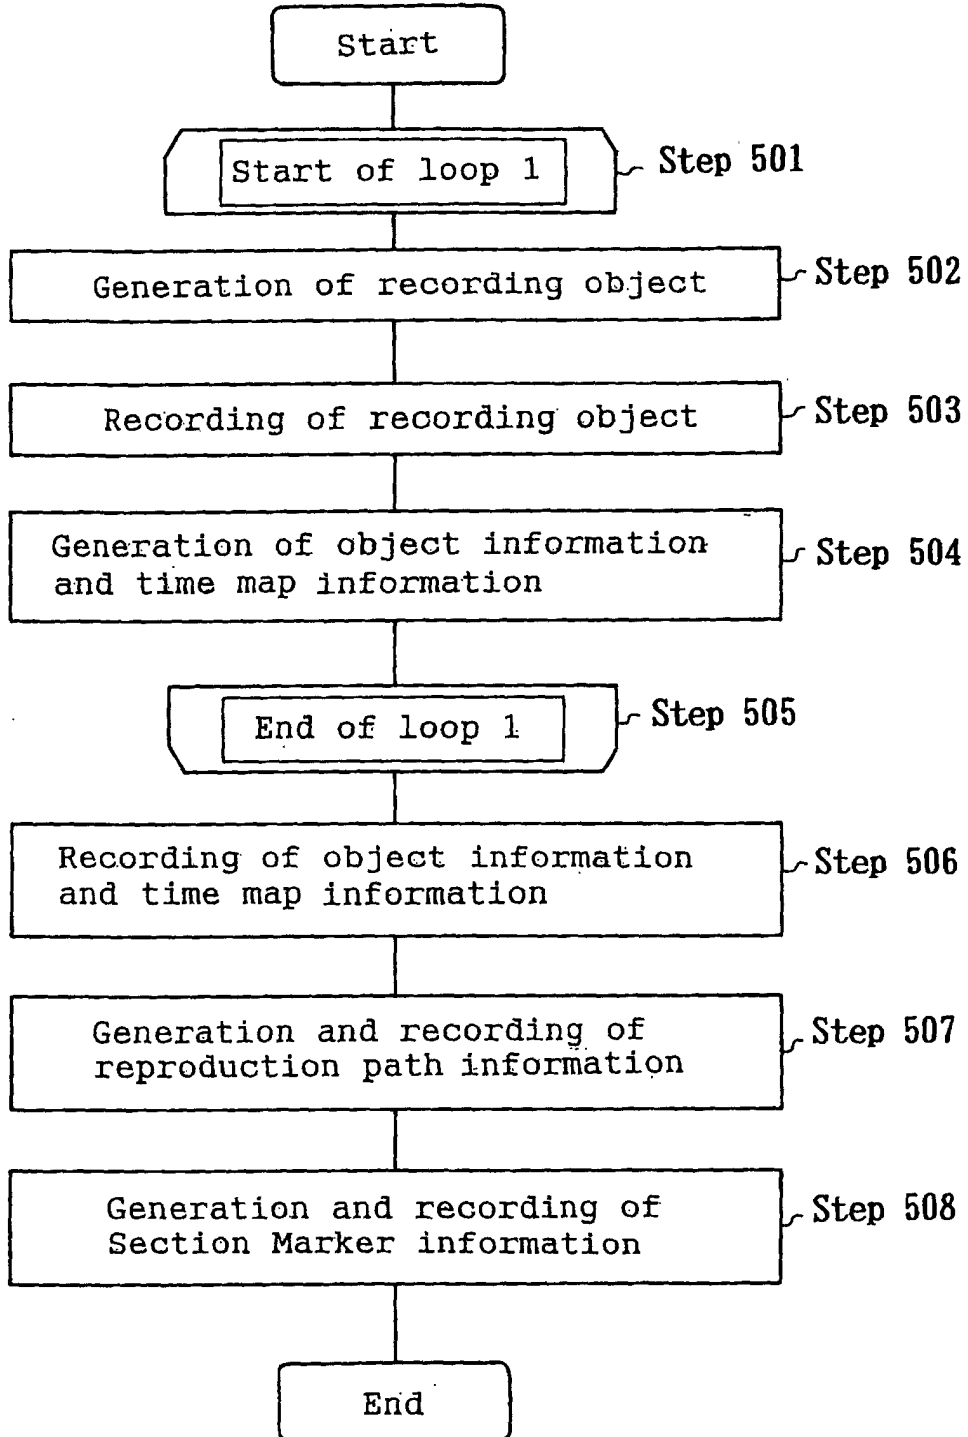 Start
Start of loop 1
Step 501
Generation of recording object
Step 502
Recording of recording object
Step 503
Generation of object information
and time map information
Step 504
End of loop 1
Step 505
Recording of object information
and time map information
Step 506
Generation and recording of
reproduction path information
Step 507
Generation and recording of
Section Marker information
Step 508
End